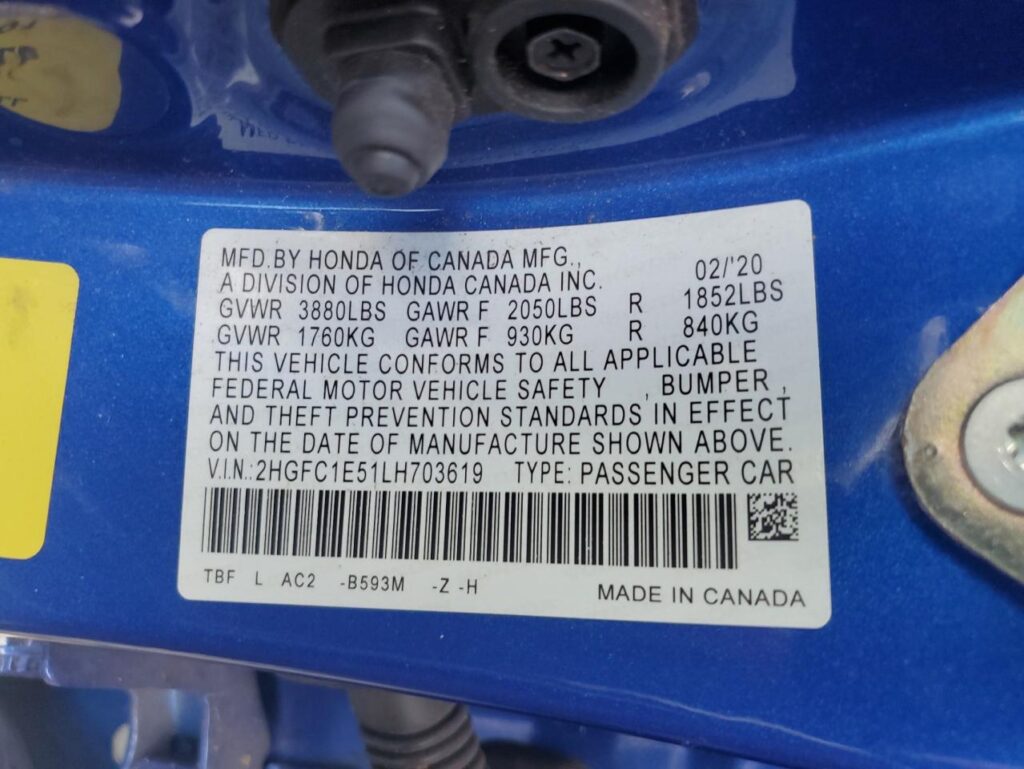 MFD.BY HONDA OF CANADA MFG.,
A DIVISION OF HONDA CANADA INC. 02/'20
GVWR 3880LBS GAWR F 2050LBS R 1852LBS
GVWR 1760KG GAWR F 930KG R 840KG
THIS VEHICLE CONFORMS TO ALL APPLICABLE
FEDERAL MOTOR VEHICLE SAFETY , BUMPER ,
AND THEFT PREVENTION STANDARDS IN EFFECT
ON THE DATE OF MANUFACTURE SHOWN ABOVE.
V.I.N.:2HGFC1E51LH703619 TYPE: PASSENGER CAR
TBF L AC2 -B593M -Z -H
MADE IN CANADA